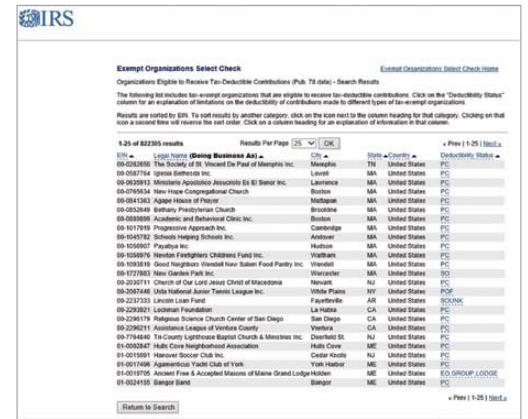 IRS
Exempt Organizations Select Check Exempt Organizations Select Check Home
Organizations Eligible to Receive Tax-Deductible Contributions (Pub. 78 data) - Search Results
The following list includes tax-exempt organizations that are eligible to receive tax-deductible contributions. Click on the "Deductibility Status"
column for an explanation of limitations on the deductibility of contributions made to different types of tax-exempt organizations.
Results are sorted by EIN. To sort results by another category, click on the icon next to the column heading for that category. Clicking on that
icon a second time will reverse the sort order. Click on a column heading for an explanation of information in that column.
1-25 of 822305 results Results Per Page 25 OK « Prev | 1-25 | Next »
EIN Legal Name (Doing Business As) City State Country Deductibility Status
00-0262650 The Society of St. Vincent De Paul of Memphis Inc. Memphis TN United States PC
00-0587764 Iglesia Bethesda Inc. Lowell MA United States PC
00-0635913 Ministerio Apostolico Jesucristo Es El Senor Inc. Lawrence MA United States PC
00-0765634 New Hope Congregational Church Boston MA United States PC
00-0841363 Agape House of Prayer Mattapan MA United States PC
00-0852649 Bethany Presbyterian Church Brookline MA United States PC
Academic and Behavioral Clinic Inc. Boston MA United States PC
00-1017019 Progressive Approach Inc. Cambridge MA United States PC
00-1045782 Schools Helping Schools Inc. Andover MA United States PC
00-1050907 Payabya Inc. Hudson MA United States PC
00-1058976 Newton Firefighters Childrens Fund Inc. Waltham MA United States PC
00-1093819 Good Neighbors Wendell New Salem Food Pantry Inc. Wendell MA United States PC
00-1727883 New Garden Park Inc. Worcester MA United States SO
00-2030711 Church of Our Lord Jesus Christ of Macedonia Newark NJ United States PC
00-2067446 Usta National Junior Tennis League Inc. White Plains NY United States POF
00-2237333 Lincoln Loan Fund Fayetteville AR United States SOUNK
00-2293921 Lockman Foundation La Habra CA United States PC
00-2296179 Religious Science Church Center of San Diego San Diego CA United States PC
00-2296211 Assistance League of Ventura County Ventura CA United States PC
00-7764840 Tri-County Lighthouse Baptist Church & Ministries Inc. Deerfield St. NJ United States PC
01-0092847 Hulls Cove Neighborhood Association Hulls Cove ME United States PC
01-0015091 Hanover Soccer Club Inc. Cedar Knolls NJ United States PC
01-0017496 Agamenticus Yacht Club of York York Harbor ME United States PC
01-0019705 Ancient Free & Accepted Masons of Maine Grand Lodge Holden ME United States EO,GROUP,LODGE
01-0024155 Bangor Band Bangor ME United States PC
« Prev | 1-25 | Next »
Return to Search